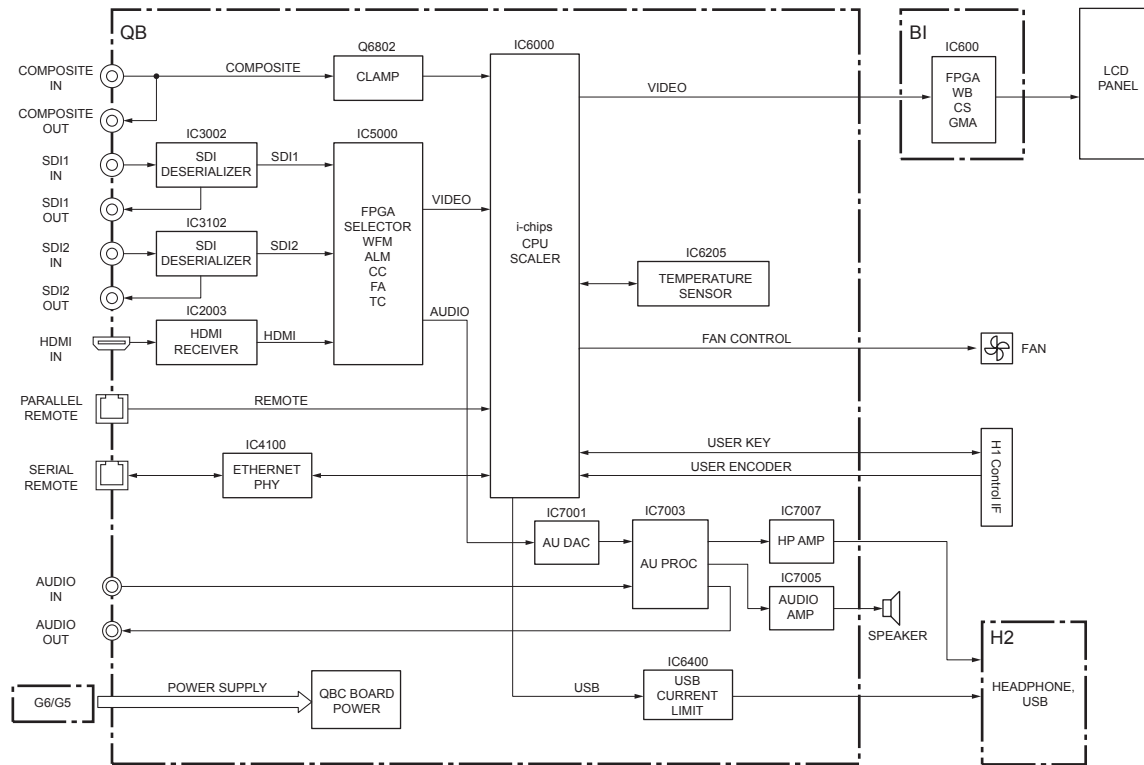 QB
BI
COMPOSITE
IN
COMPOSITE
Q6802
CLAMP
IC6000
i-chips
CPU
SCALER
VIDEO
IC600
FPGA
WB
CS
GMA
LCD
PANEL
COMPOSITE
OUT
SDI1
IN
IC3002
SDI
DESERIALIZER
SDI1
IC5000
FPGA
SELECTOR
WFM
ALM
CC
FA
TC
VIDEO
SDI1
OUT
SDI2
IN
IC3102
SDI
DESERIALIZER
SDI2
SDI2
OUT
IC6205
TEMPERATURE
SENSOR
HDMI
IN
IC2003
HDMI
RECEIVER
HDMI
AUDIO
FAN CONTROL
FAN
PARALLEL
REMOTE
REMOTE
SERIAL
REMOTE
IC4100
ETHERNET
PHY
USER KEY
USER ENCODER
H1 Control IF
IC7001
AU DAC
IC7003
AU PROC
IC7007
HP AMP
AUDIO
IN
IC7005
AUDIO
AMP
SPEAKER
AUDIO
OUT
H2
HEADPHONE,
USB
G6/G5
POWER SUPPLY
QBC BOARD
POWER
USB
IC6400
USB
CURRENT
LIMIT